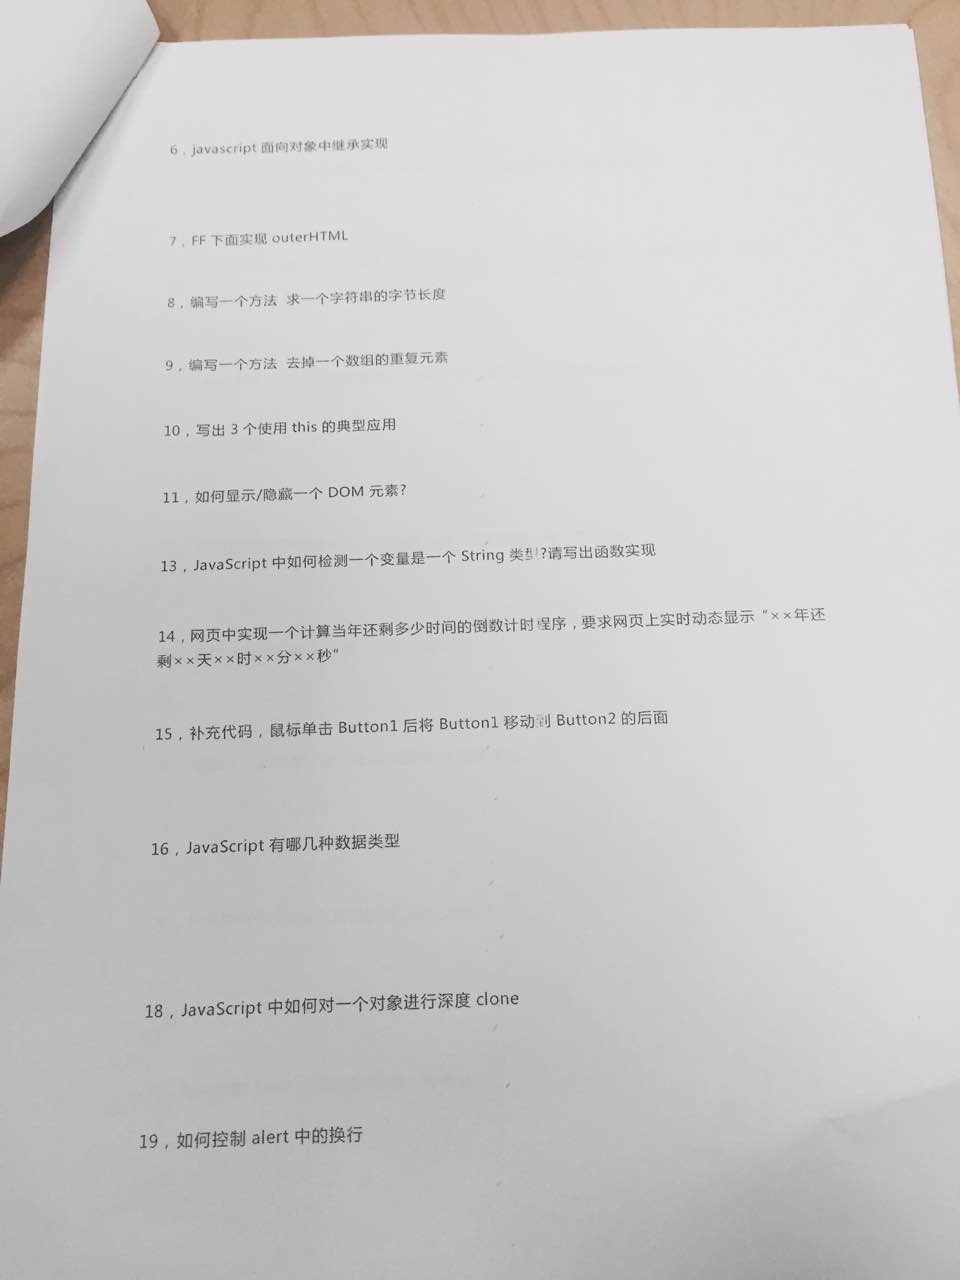 6，javascript 面向对象中继承实现
7，FF 下面实现 outerHTML
8，编写一个方法 求一个字符串的字节长度
9，编写一个方法 去掉一个数组的重复元素
10，写出 3 个使用 this 的典型应用
11，如何显示/隐藏一个 DOM 元素?
13，JavaScript 中如何检测一个变量是一个 String 类型?请写出函数实现
14，网页中实现一个计算当年还剩多少时间的倒数计时程序，要求网页上实时动态显示“××年还
剩××天××时××分××秒”
15，补充代码，鼠标单击 Button1 后将 Button1 移动到 Button2 的后面
16，JavaScript 有哪几种数据类型
18，JavaScript 中如何对一个对象进行深度 clone
19，如何控制 alert 中的换行